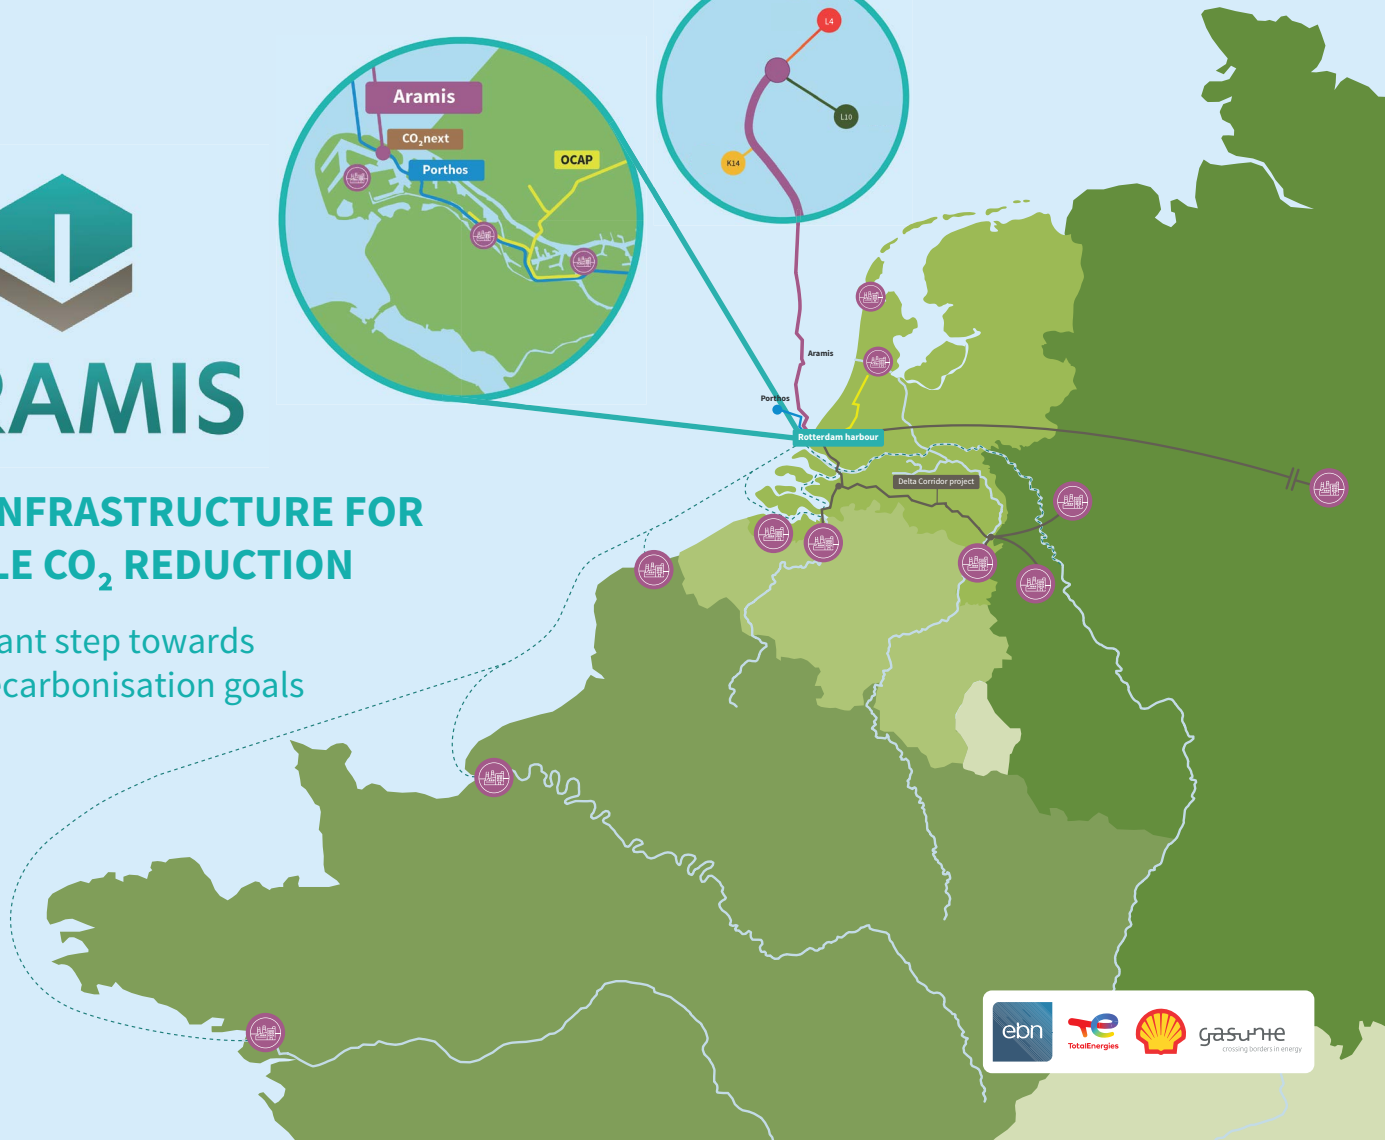 L4
L10
K14
Aramis
CO₂next
Porthos
OCAP
RAMIS
NFRASTRUCTURE FOR
LE CO₂ REDUCTION
ant step towards
ecarbonisation goals
Aramis
Porthos
Rotterdam harbour
Delta Corridor project
ebn
TotalEnergies
gasunie
crossing borders in energy